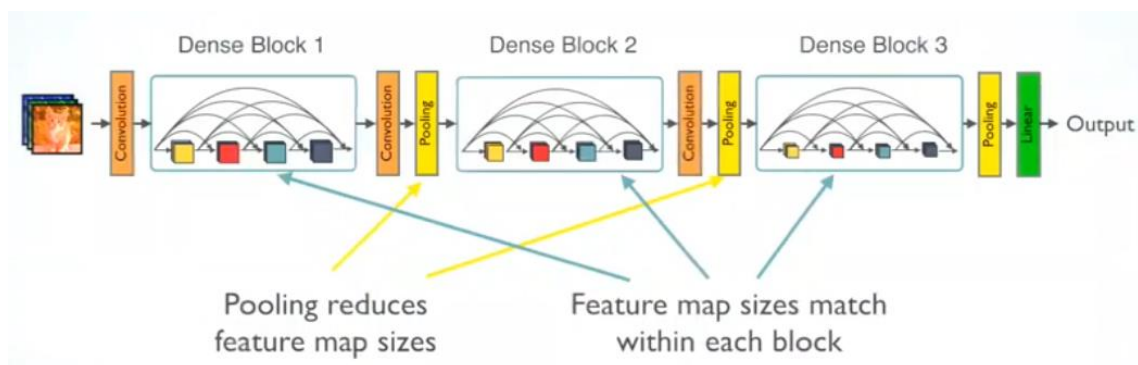 Dense Block 1
Dense Block 2
Dense Block 3
Convolution
Convolution
Pooling
Convolution
Pooling
Pooling
Linear
Output
Pooling reduces
feature map sizes
Feature map sizes match
within each block